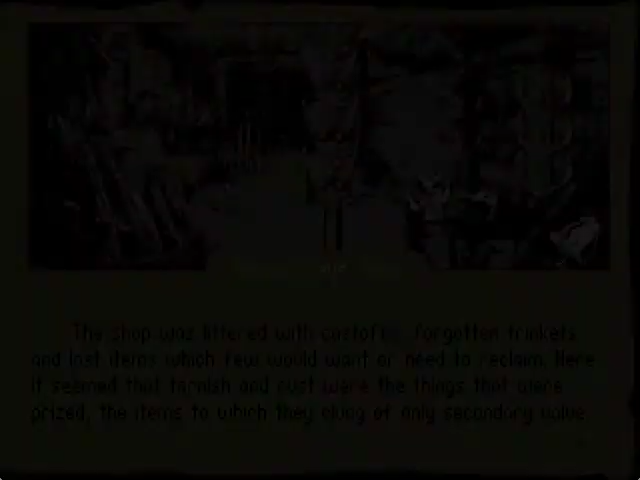 The shop was littered with castoffs, forgotten trinkets
and lost items which few would want or need to reclaim. Here
it seemed that tarnish and rust were the things that were
prized, the items to which they clung of only secondary value.